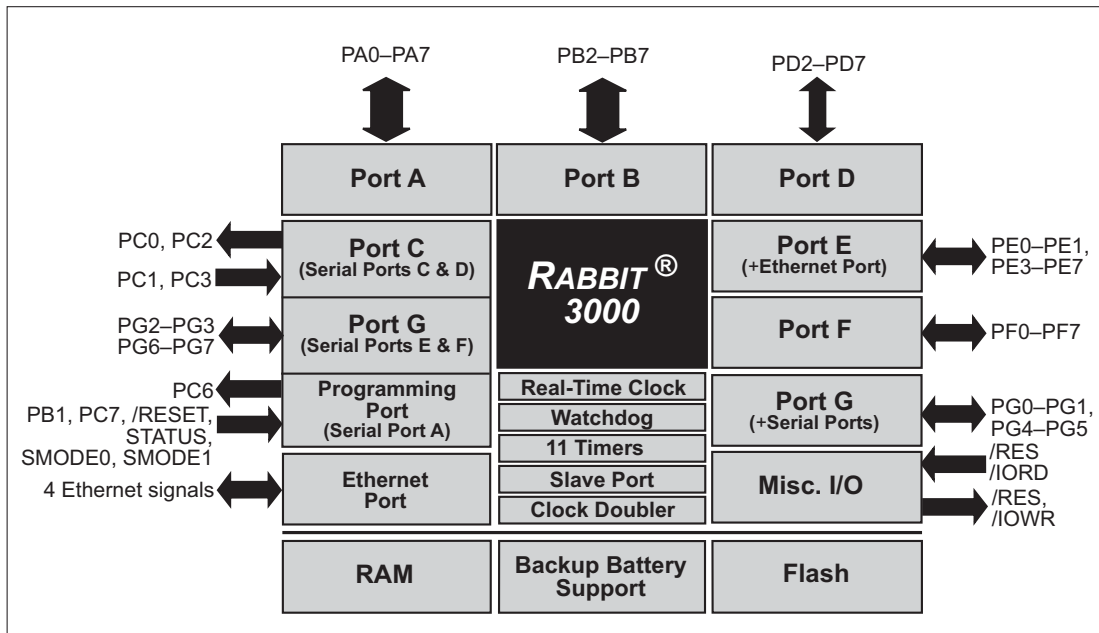 PA0–PA7
PB2–PB7
PD2–PD7
Port A
Port B
Port D
PC0, PC2
PC1, PC3
Port C
(Serial Ports C & D)
RABBIT ®
3000
Port E
(+Ethernet Port)
PE0–PE1,
PE3–PE7
PG2–PG3
PG6–PG7
Port G
(Serial Ports E & F)
Port F
PF0–PF7
PC6
PB1, PC7, /RESET,
STATUS,
SMODE0, SMODE1
Programming
Port
(Serial Port A)
Real-Time Clock
Watchdog
11 Timers
Slave Port
Clock Doubler
Port G
(+Serial Ports)
PG0–PG1,
PG4–PG5
4 Ethernet signals
Ethernet
Port
Misc. I/O
/RES
/IORD
/RES,
/IOWR
RAM
Backup Battery
Support
Flash